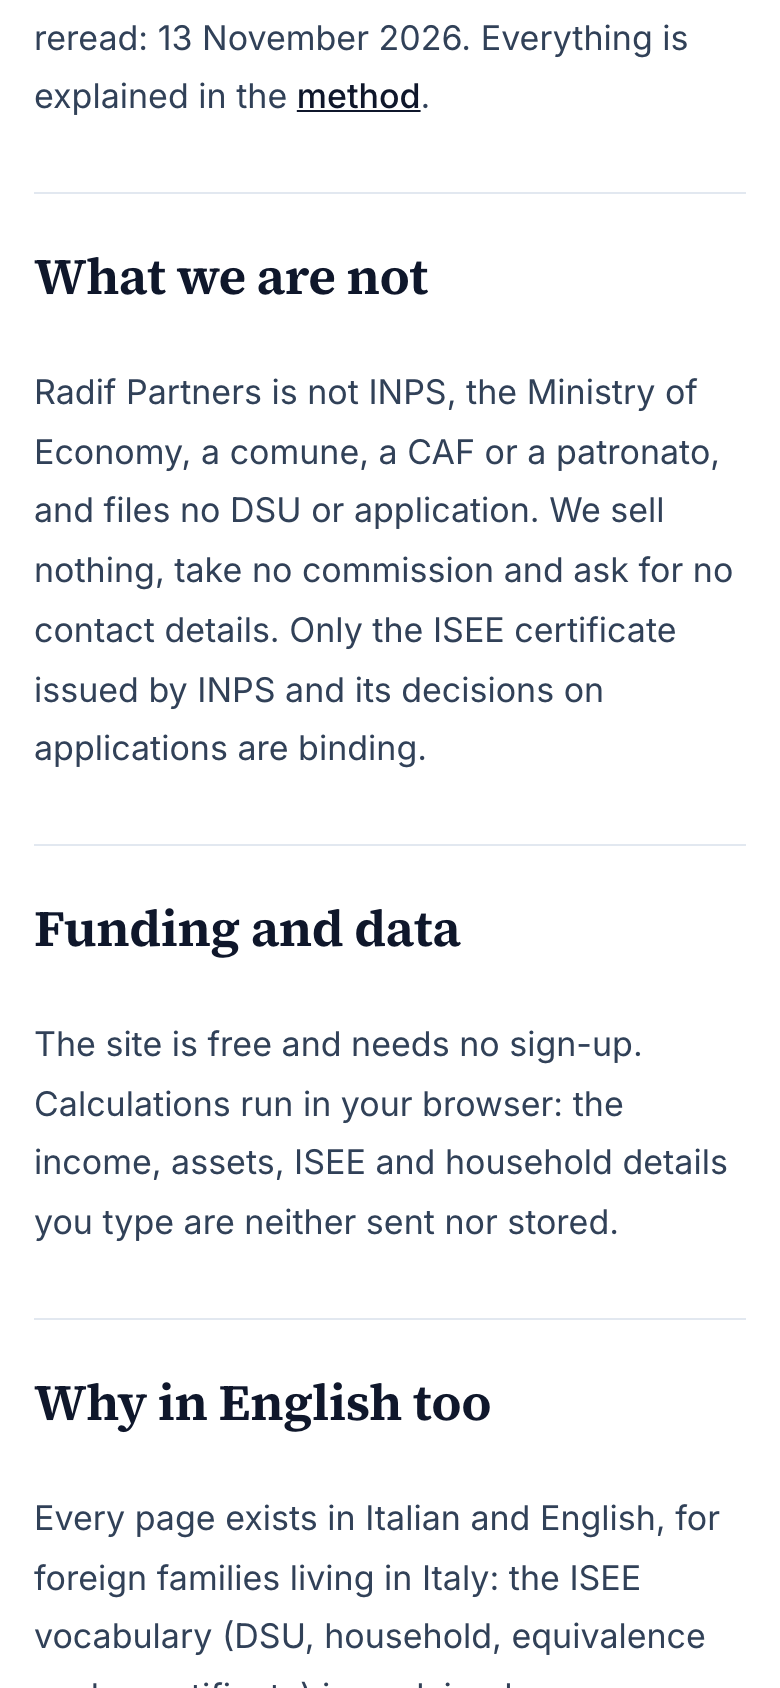 reread: 13 November 2026. Everything is
explained in the method.
What we are not
Radif Partners is not INPS, the Ministry of
Economy, a comune, a CAF or a patronato,
and files no DSU or application. We sell
nothing, take no commission and ask for no
contact details. Only the ISEE certificate
issued by INPS and its decisions on
applications are binding.
Funding and data
The site is free and needs no sign-up.
Calculations run in your browser: the
income, assets, ISEE and household details
you type are neither sent nor stored.
Why in English too
Every page exists in Italian and English, for
foreign families living in Italy: the ISEE
vocabulary (DSU, household, equivalence